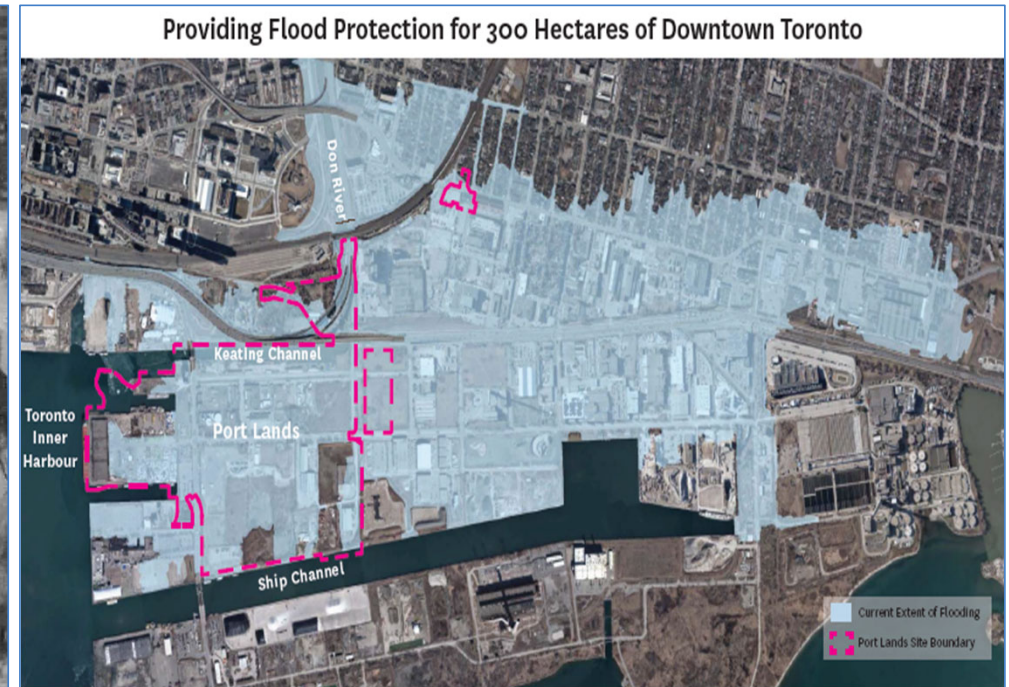 Providing Flood Protection for 300 Hectares of Downtown Toronto
Don River
Keating Channel
Toronto
Inner
Harbour
Port Lands
Ship Channel
Current Extent of Flooding
Port Lands Site Boundary